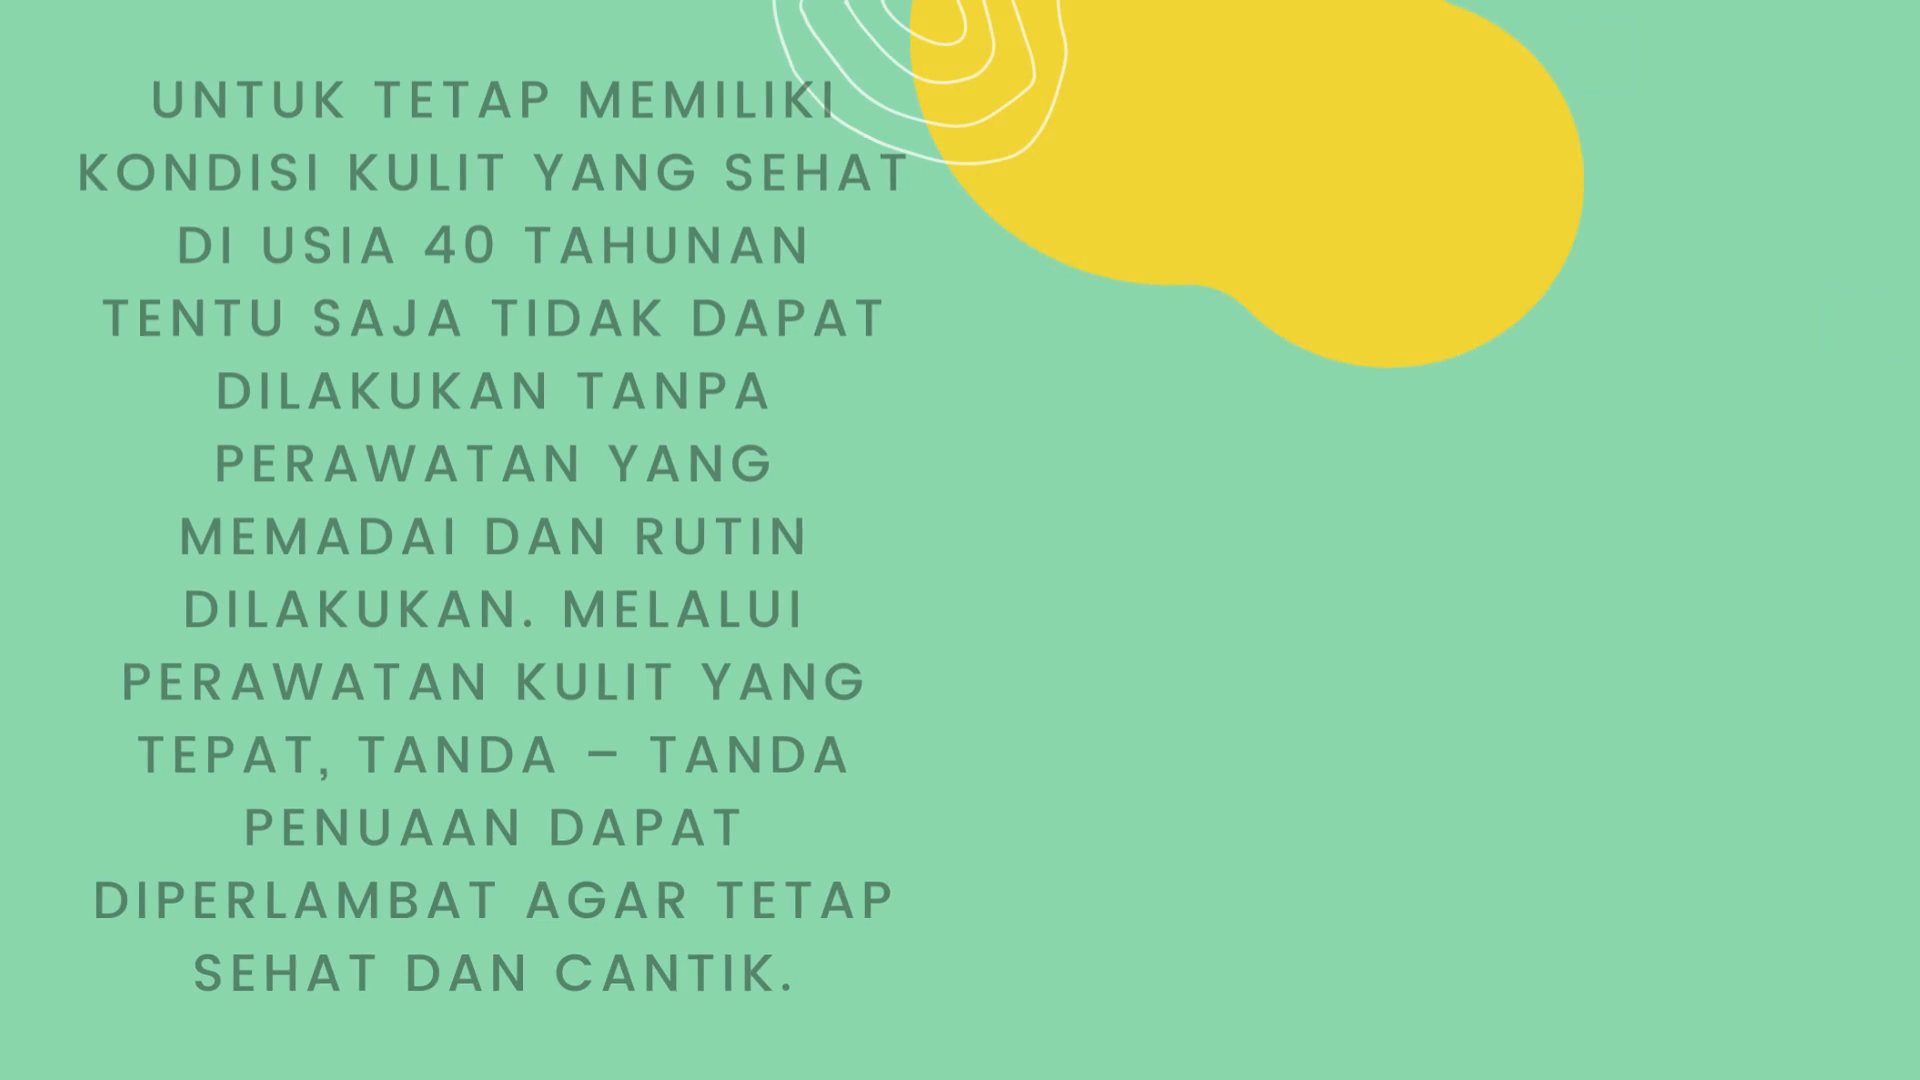 UNTUK TETAP MEMILIKI
KONDISI KULIT YANG SEHAT
DI USIA 40 TAHUNAN
TENTU SAJA TIDAK DAPAT
DILAKUKAN TANPA
PERAWATAN YANG
MEMADAI DAN RUTIN
DILAKUKAN. MELALUI
PERAWATAN KULIT YANG
TEPAT, TANDA – TANDA
PENUAAN DAPAT
DIPERLAMBAT AGAR TETAP
SEHAT DAN CANTIK.